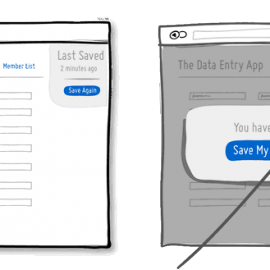 Last Saved
Member List
2 minutes ago
Save Again
The Data Entry App
You have
Save My